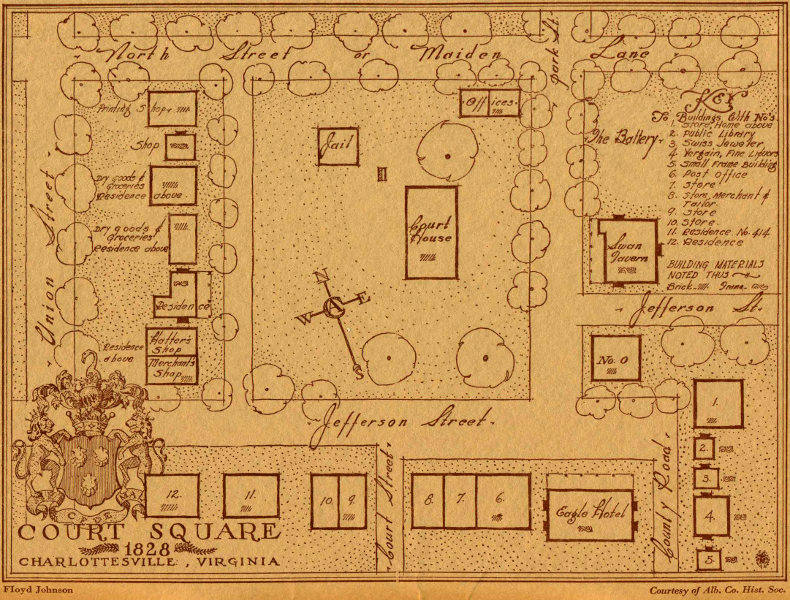 North Street or Maiden Lane
Park St.
Printing Shop.
Shop
Dry goods &
Groceries
Residence above.
Dry goods &
Groceries
Residence above
Residence
Residence
above
Hatter's
Shop
Merchant's
Shop
Union Street
Offices
Jail
Court
House
N
W E
S
The Battery.
KEY
To Buildings With No's.
1. Store, Home above
2. Public Library
3. Swiss Jeweler
4. Vergain, Fine Liquors
5. Small Frame Building
6. Post Office
7. Store
8. Store, Merchant &
Tailor.
9. Store
10. Store.
11. Residence. No. 414
12. Residence
BUILDING MATERIALS
NOTED THUS
Brick Frame
Swan
Tavern
Jefferson St.
No. 0
Jefferson Street.
1.
2.
3.
4.
5.
12.
11.
10. 9.
8. 7. 6.
Eagle Hotel
Court Street.
County Road
CEDE
COURT SQUARE
1828
CHARLOTTESVILLE, VIRGINIA
Floyd Johnson
Courtesy of Alb. Co. Hist. Soc.